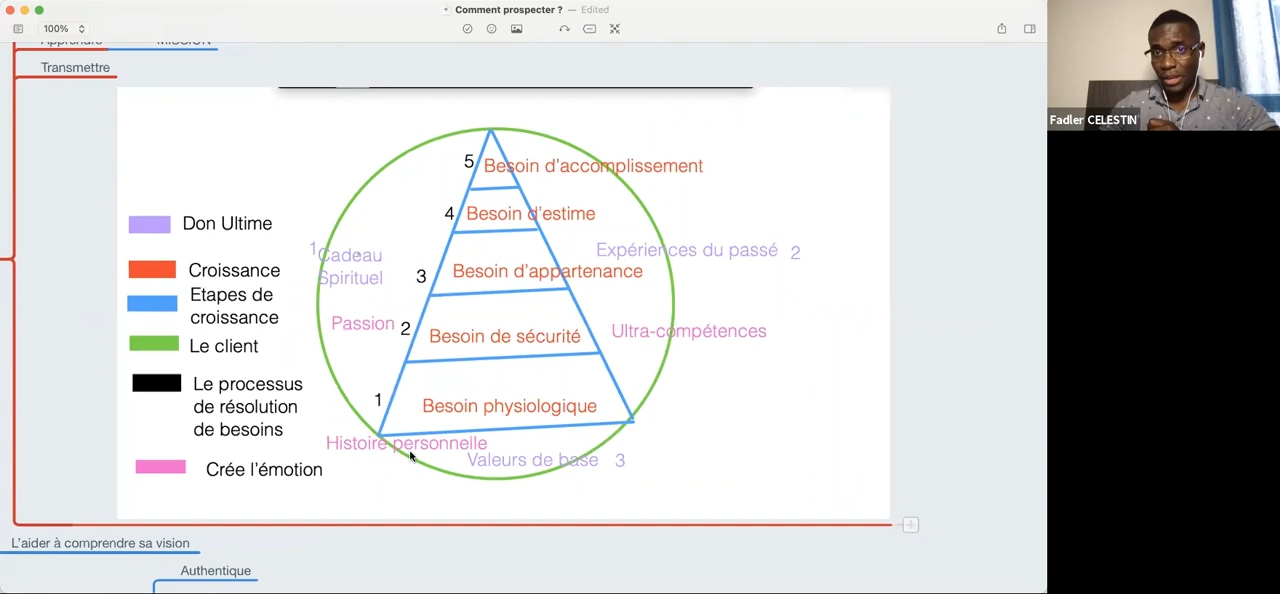 Comment prospecter ? — Edited
100%
Apprendre
MISSION
Transmettre
Fadler CELESTIN
5 Besoin d'accomplissement
4 Besoin d'estime
3 Besoin d'appartenance
2 Besoin de sécurité
1 Besoin physiologique
Don Ultime
Croissance
Etapes de
croissance
Le client
Le processus
de résolution
de besoins
Crée l'émotion
1 Cadeau
Spirituel
Passion
Histoire personnelle
Expériences du passé 2
Ultra-compétences
Valeurs de base 3
L'aider à comprendre sa vision
Authentique